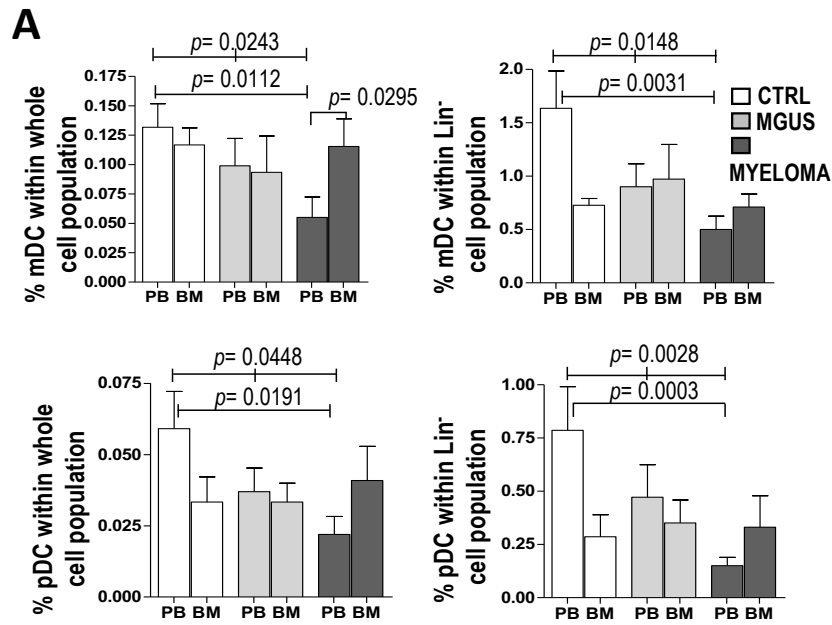 A
p= 0.0243
p= 0.0112
p= 0.0295
0.175
0.150
0.125
0.100
0.075
0.050
0.025
0.000
% mDC within whole
cell population
PB BM PB BM PB BM
p= 0.0148
p= 0.0031
2.0
1.5
1.0
0.5
0.0
% mDC within Lin-
cell population
PB BM PB BM PB BM
CTRL
MGUS
MYELOMA
p= 0.0448
p= 0.0191
0.075
0.050
0.025
0.000
% pDC within whole
cell population
PB BM PB BM PB BM
p= 0.0028
p= 0.0003
1.00
0.75
0.50
0.25
0.00
% pDC within Lin-
cell population
PB BM PB BM PB BM